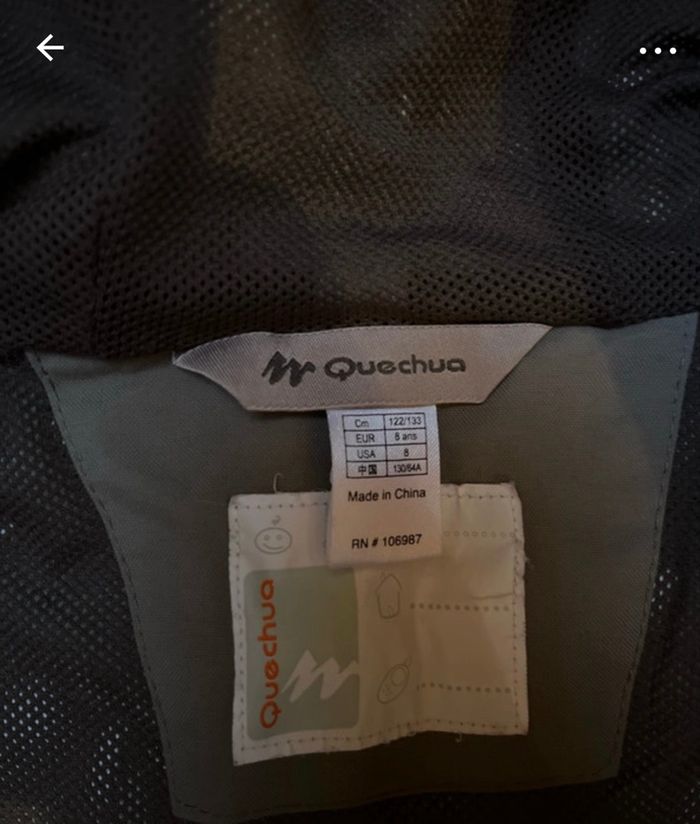 Quechua
Cm 122/133
EUR 8 ans
USA 8
中国 130/64A
Made in China
RN # 106987
Quechua